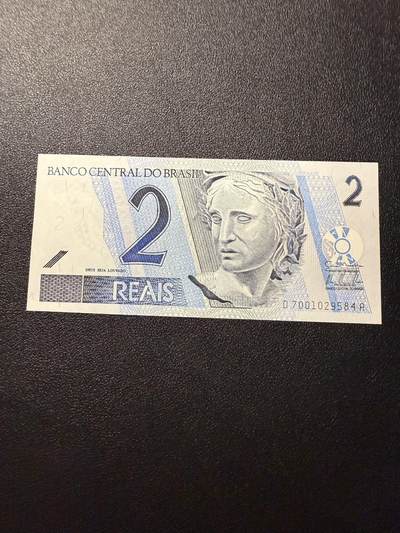 BANCO CENTRAL DO BRASIL
2
2
DEUS SEJA LOUVADO
REAIS
D 7001029584 A